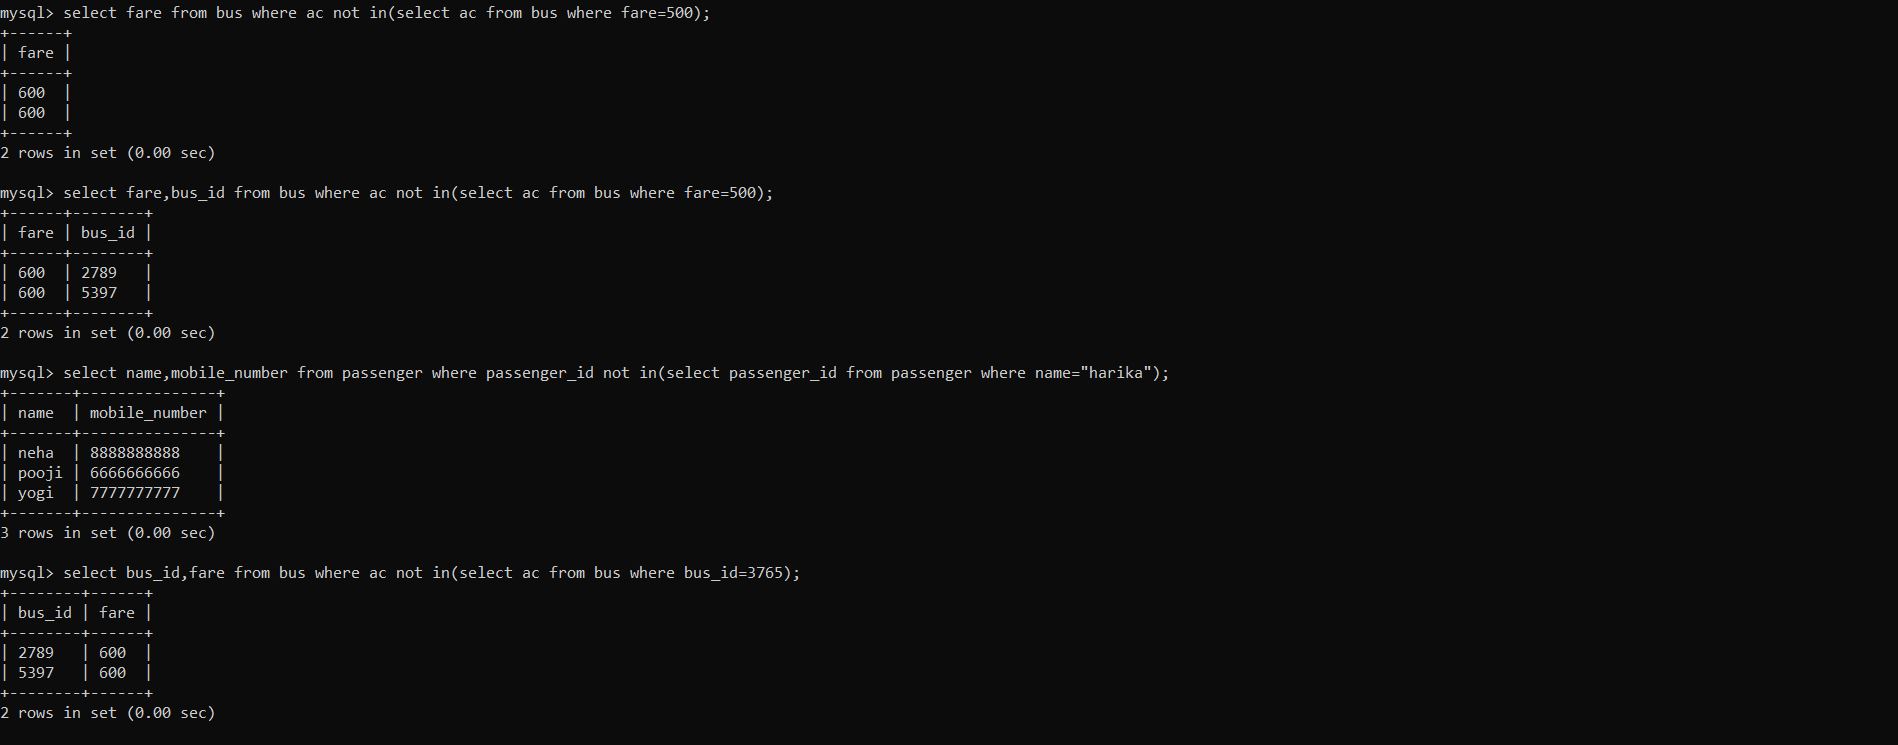 mysql> select fare from bus where ac not in(select ac from bus where fare=500);
+------+
| fare |
+------+
| 600  |
| 600  |
+------+
2 rows in set (0.00 sec)

mysql> select fare,bus_id from bus where ac not in(select ac from bus where fare=500);
+------+--------+
| fare | bus_id |
+------+--------+
| 600  | 2789   |
| 600  | 5397   |
+------+--------+
2 rows in set (0.00 sec)

mysql> select name,mobile_number from passenger where passenger_id not in(select passenger_id from passenger where name="harika");
+-------+---------------+
| name  | mobile_number |
+-------+---------------+
| neha  | 8888888888    |
| pooji | 6666666666    |
| yogi  | 7777777777    |
+-------+---------------+
3 rows in set (0.00 sec)

mysql> select bus_id,fare from bus where ac not in(select ac from bus where bus_id=3765);
+--------+------+
| bus_id | fare |
+--------+------+
| 2789   | 600  |
| 5397   | 600  |
+--------+------+
2 rows in set (0.00 sec)